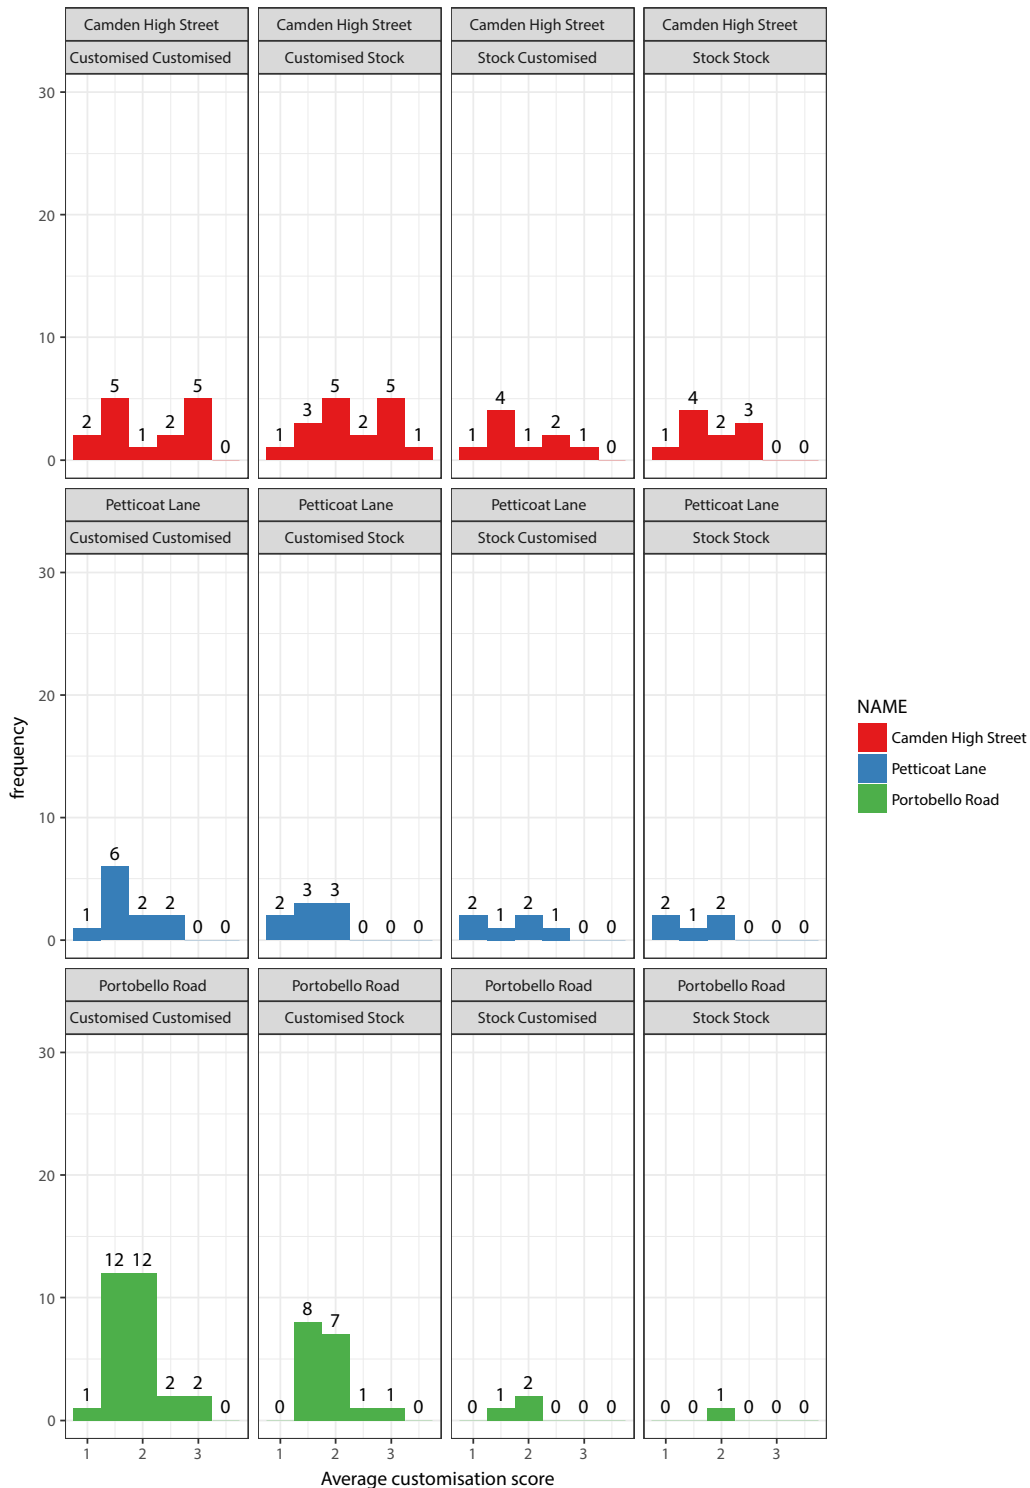 Camden High Street Camden High Street Camden High Street Camden High Street
Customised Customised Customised Stock Stock Customised Stock Stock
30
20
10
5 5 5 5
4 4
3 3
2 2 2 2 2
1 1 1 1 1 1 1
0 0 0 0
0
Petticoat Lane Petticoat Lane Petticoat Lane Petticoat Lane
Customised Customised Customised Stock Stock Customised Stock Stock
30
20
frequency
10
6
3 3
2 2 2 2 2 2 2
1 1 1 1
0 0 0 0 0 0 0 0 0 0
0
NAME
Camden High Street
Petticoat Lane
Portobello Road
Portobello Road Portobello Road Portobello Road Portobello Road
Customised Customised Customised Stock Stock Customised Stock Stock
30
20
12 12
10
8 7
2 2 2
1 1 1 1 1
0 0 0 0 0 0 0 0 0 0 0 0
0
1 2 3 1 2 3 1 2 3 1 2 3
Average customisation score